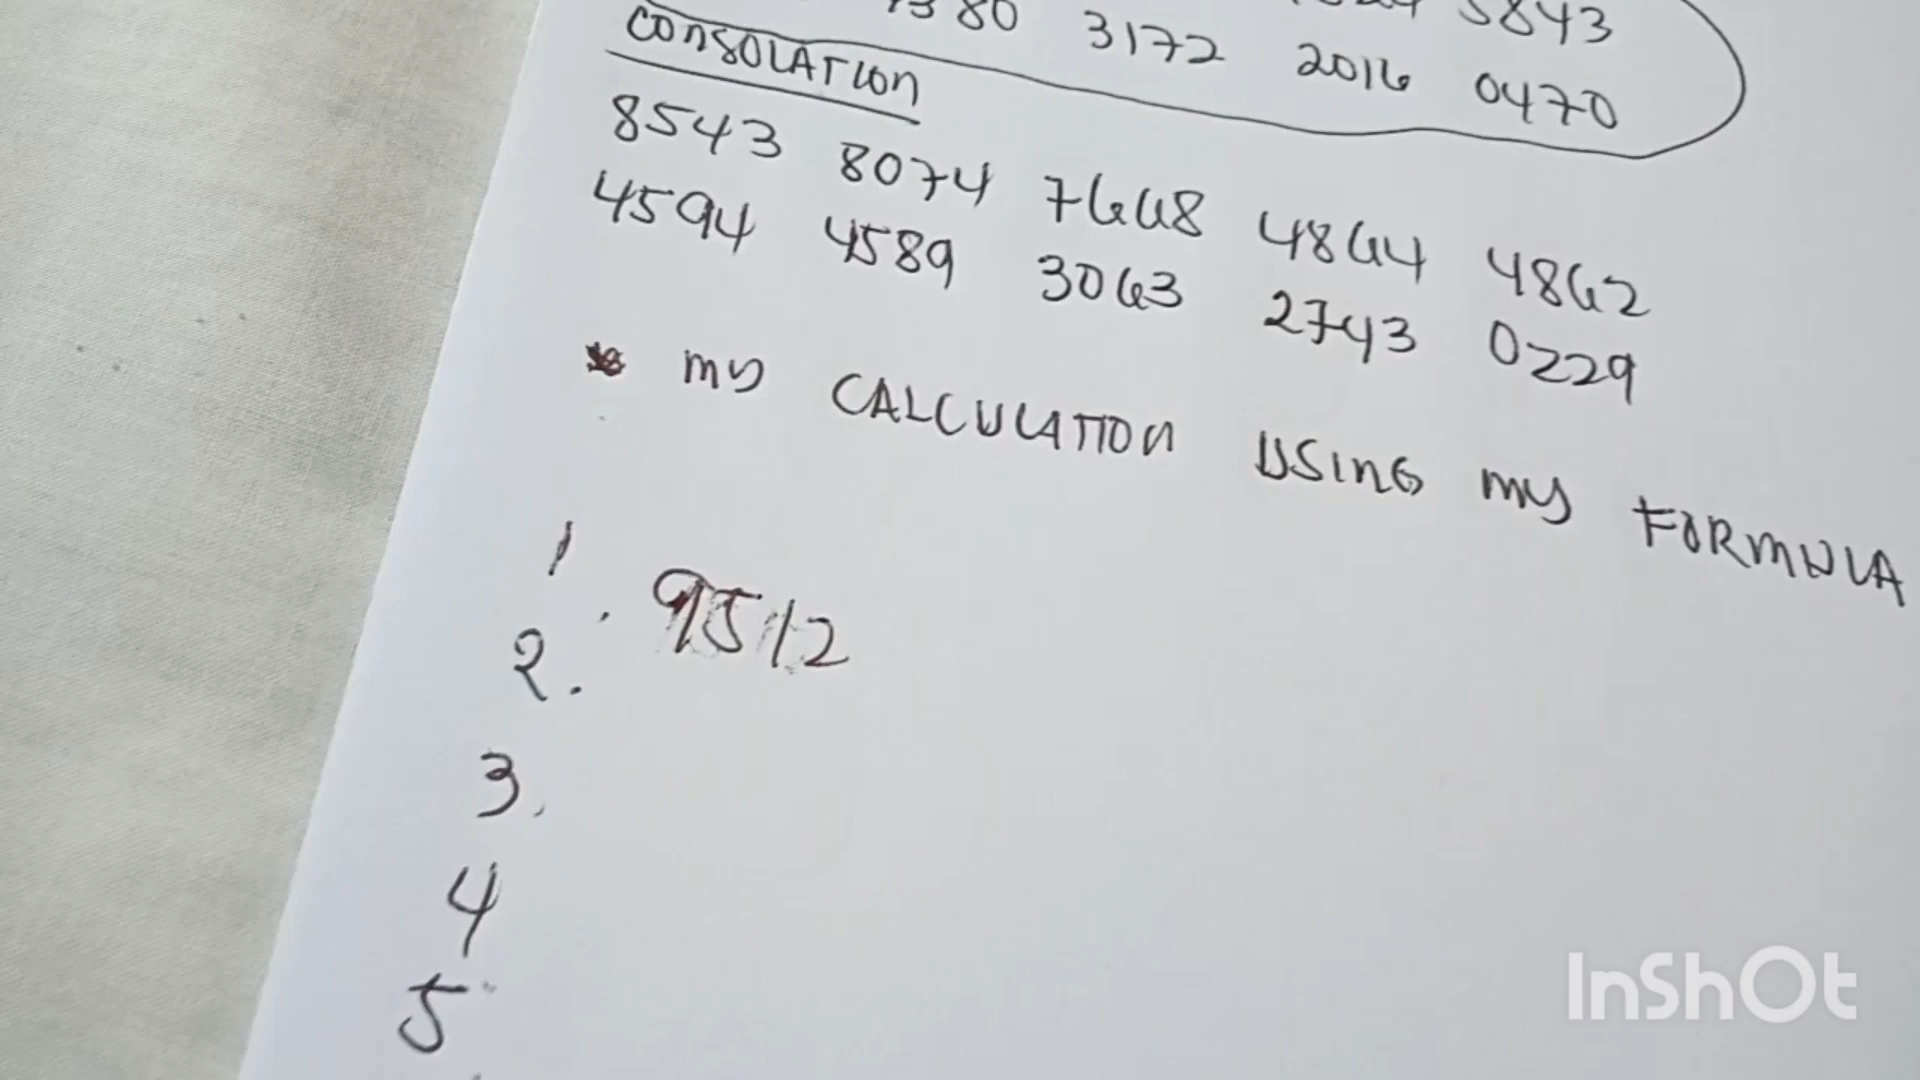 5843
3172 2016 0470
CONSOLATION
8543 8074 7668 4864 4862
4594 4589 3063 2743 0229
* my CALCULATION USING my FORMULA
1. 9512
2.
3.
4
5
InShOt